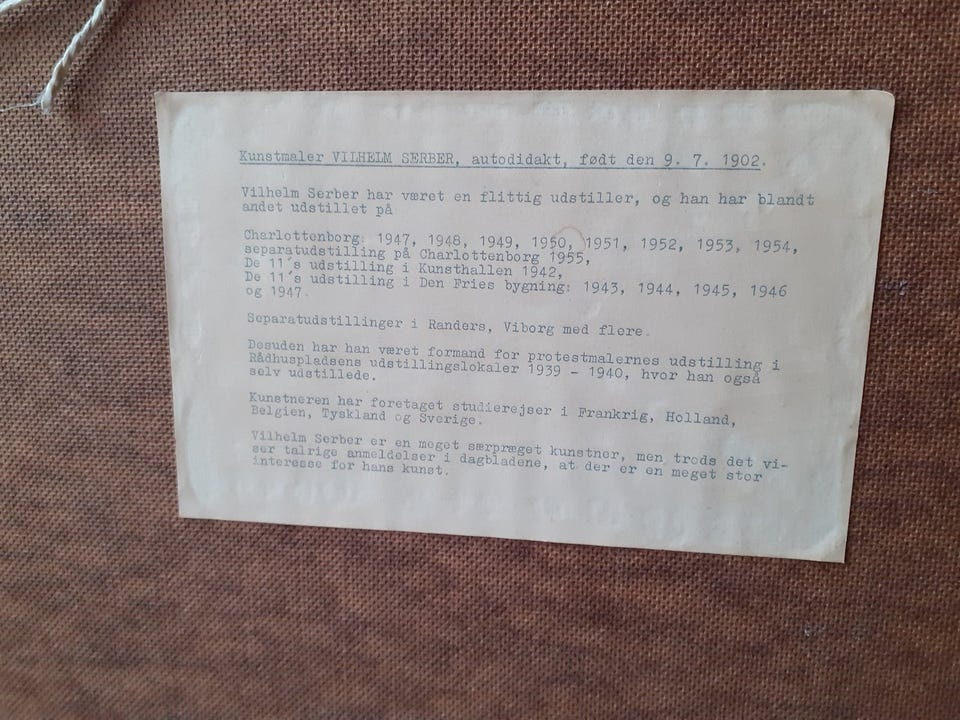 Kunstmaler VILHELM SERBER, autodidakt, født den 9. 7. 1902.
Vilhelm Serber har været en flittig udstiller, og han har blandt
andet udstillet på
Charlottenborg: 1947, 1948, 1949, 1950, 1951, 1952, 1953, 1954,
separatudstilling på Charlottenborg 1955,
De 11´s udstilling i Kunsthallen 1942,
De 11´s udstilling i Den Fries bygning: 1943, 1944, 1945, 1946
og 1947.
Separatudstillinger i Randers, Viborg med flere.
Desuden har han været formand for protestmalernes udstilling i
Rådhuspladsens udstillingslokaler 1939 - 1940, hvor han også
selv udstillede.
Kunstneren har foretaget studierejser i Frankrig, Holland,
Belgien, Tyskland og Sverige.
Vilhelm Serber er en meget særpræget kunstner, men trods det vi-
ser talrige anmeldelser i dagbladene, at der er en meget stor
interesse for hans kunst.